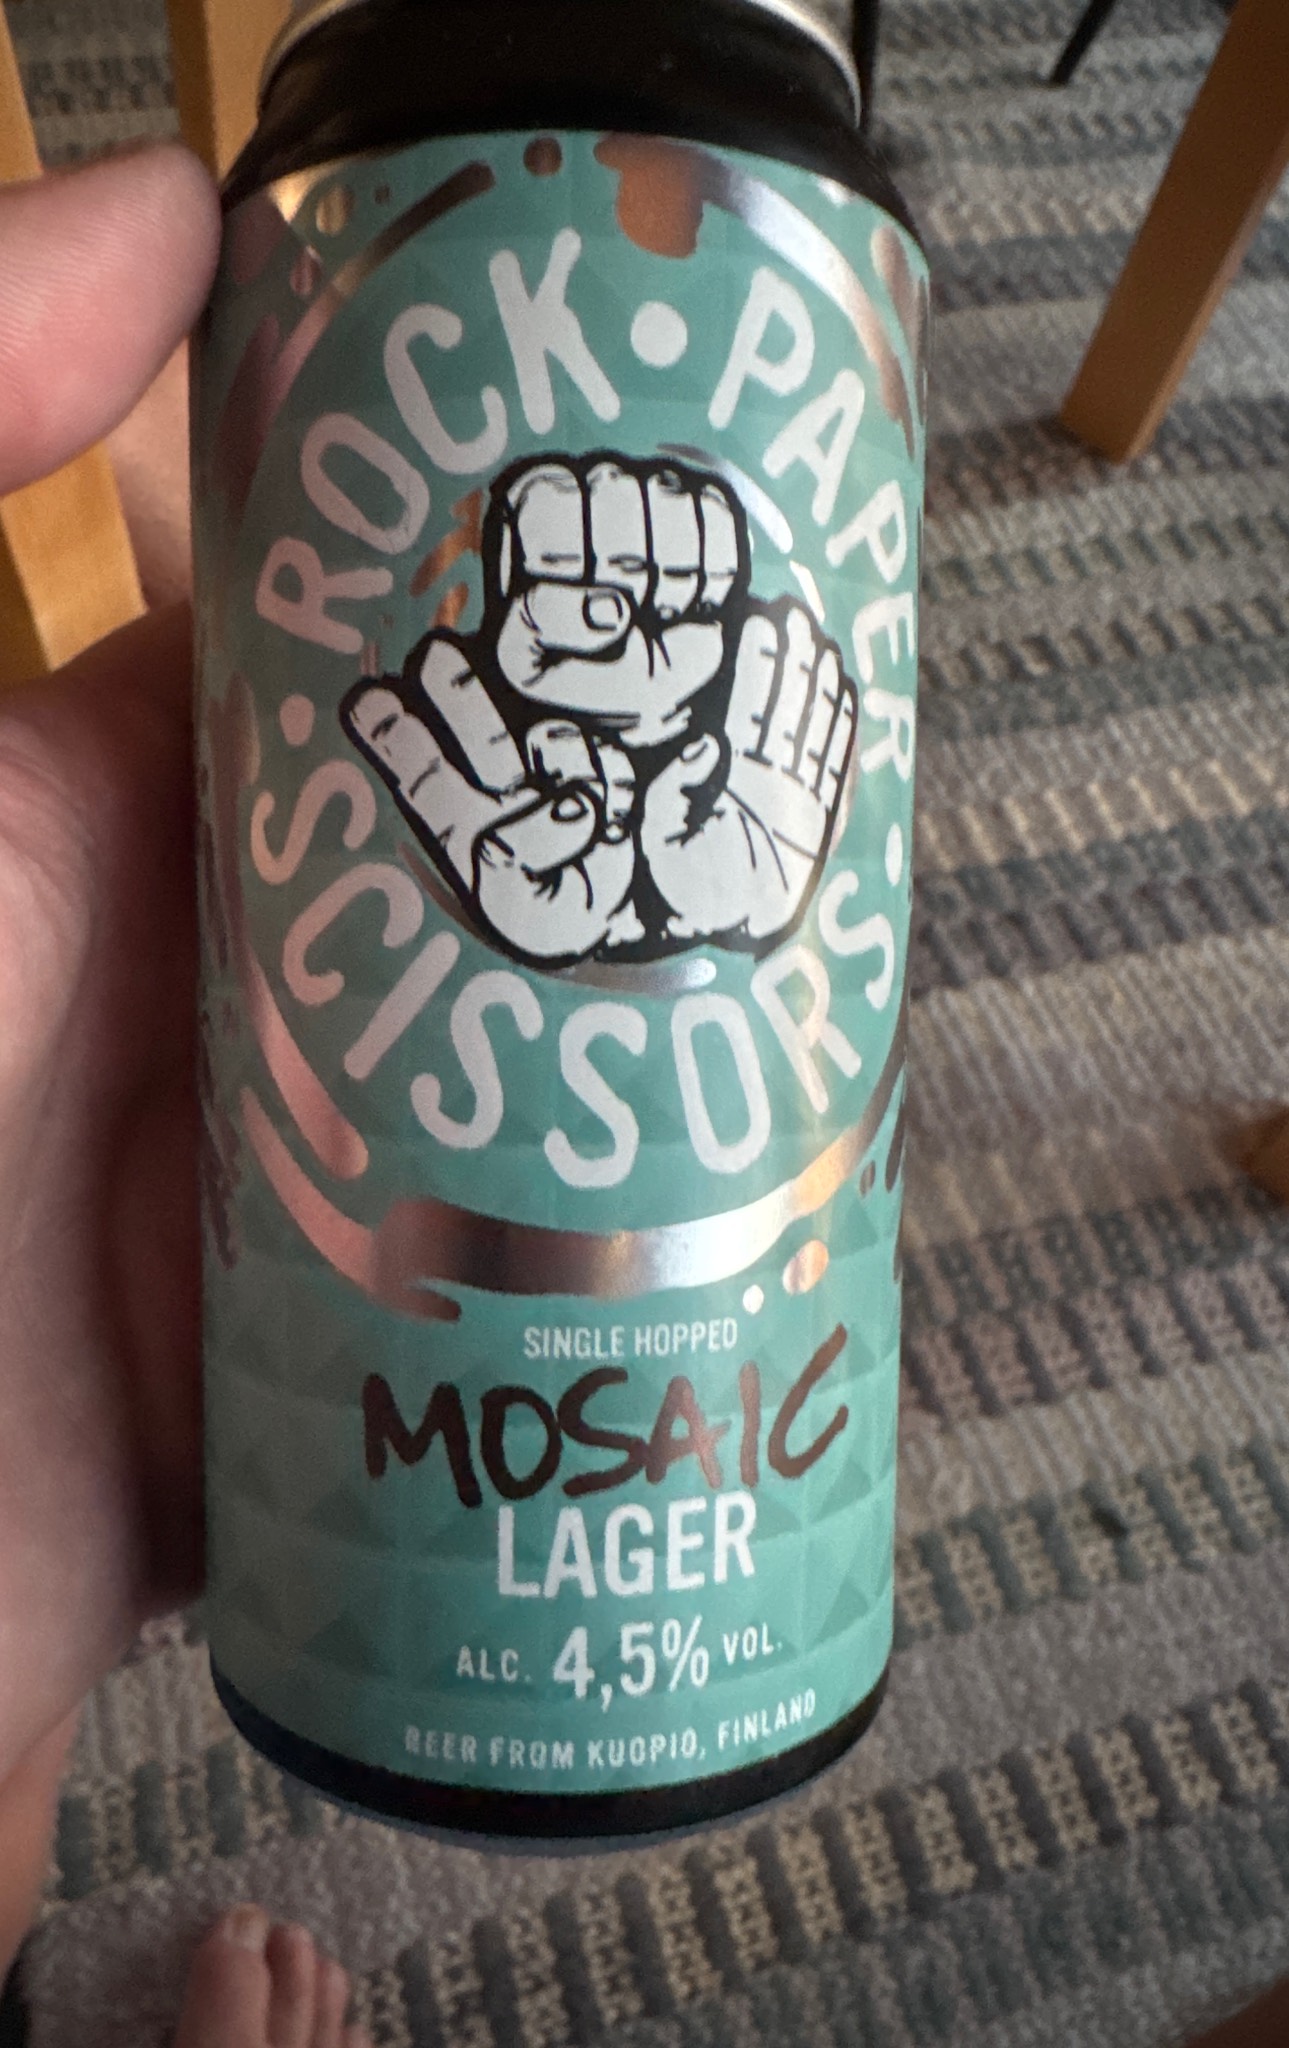 ROCK • PAPER • SCISSORS •
SINGLE HOPPED
MOSAIC
LAGER
ALC. 4,5% VOL.
BEER FROM KUOPIO, FINLAND